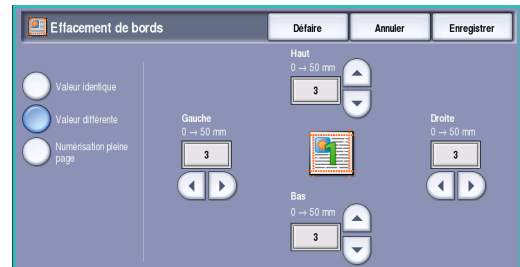 Effacement de bords
Défaire
Annuler
Enregistrer
Valeur identique
Valeur différente
Numérisation pleine
page
Haut
0 → 50 mm
3
Gauche
0 → 50 mm
3
Droite
0 → 50 mm
3
Bas
0 → 50 mm
3
1